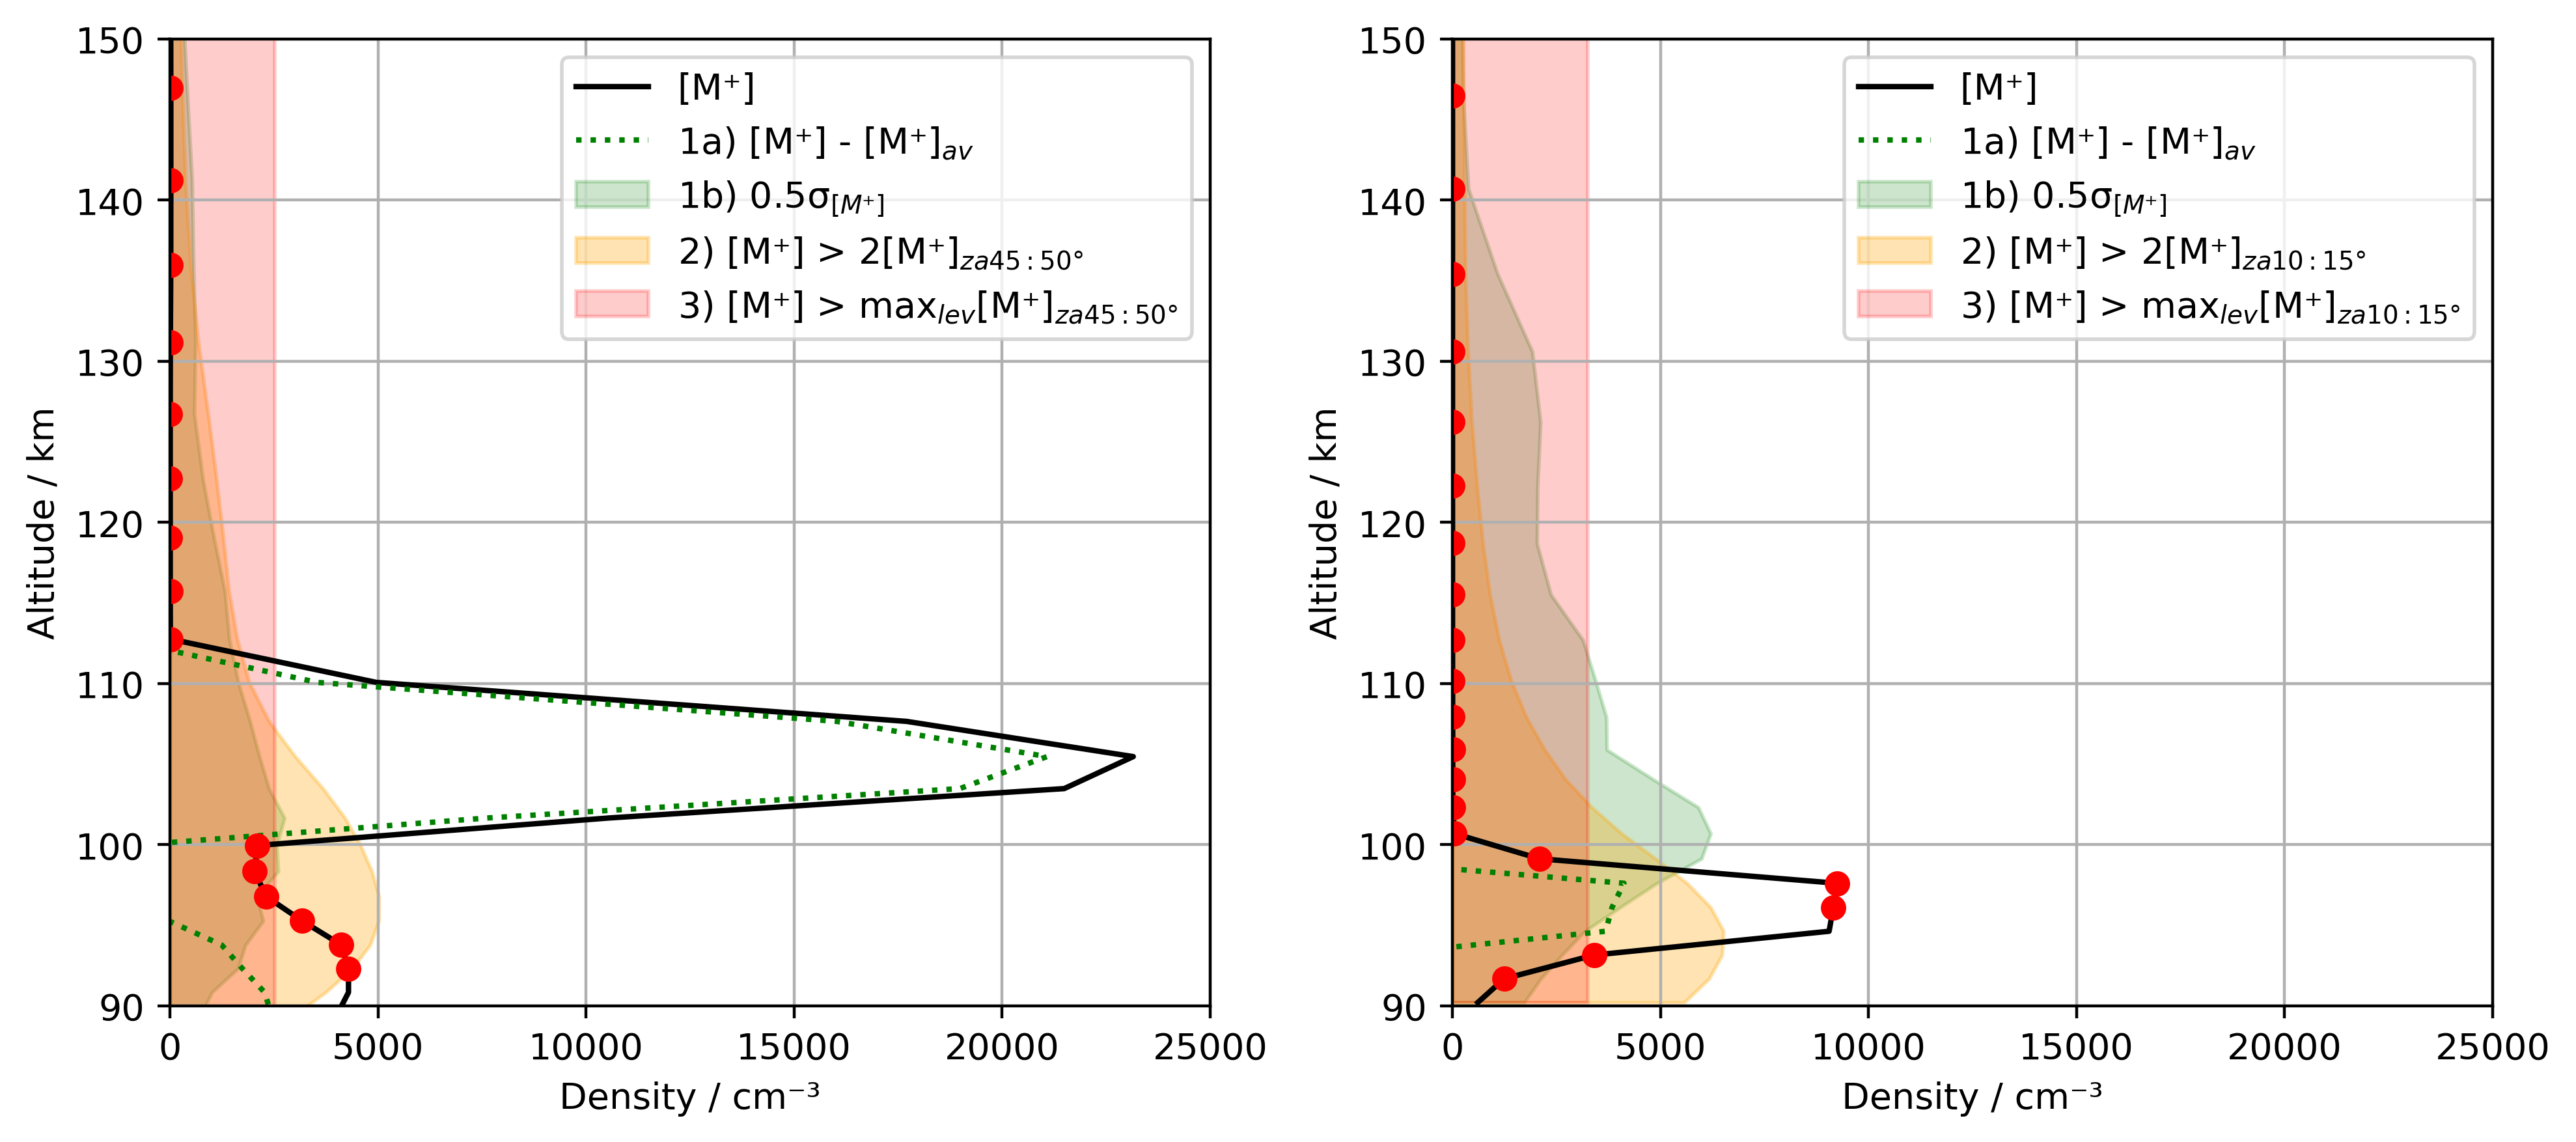 150
140
130
120
110
100
90
Altitude / km
[M⁺]
1a) [M⁺] - [M⁺]av
1b) 0.5σ[M⁺]
2) [M⁺] > 2[M⁺]za45:50°
3) [M⁺] > maxlev[M⁺]za45:50°
0 5000 10000 15000 20000 25000
Density / cm⁻³
150
140
130
120
110
100
90
Altitude / km
[M⁺]
1a) [M⁺] - [M⁺]av
1b) 0.5σ[M⁺]
2) [M⁺] > 2[M⁺]za10:15°
3) [M⁺] > maxlev[M⁺]za10:15°
0 5000 10000 15000 20000 25000
Density / cm⁻³